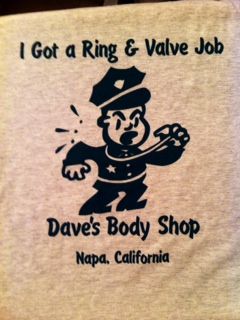 I Got a Ring & Valve Job
Dave's Body Shop
Napa, California